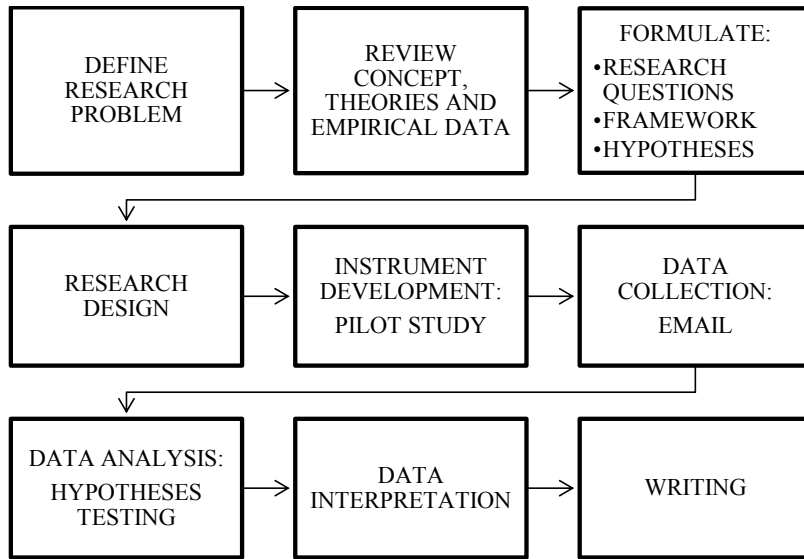 DEFINE
RESEARCH
PROBLEM
REVIEW
CONCEPT,
THEORIES AND
EMPIRICAL DATA
FORMULATE:
•RESEARCH
QUESTIONS
•FRAMEWORK
•HYPOTHESES
RESEARCH
DESIGN
INSTRUMENT
DEVELOPMENT:
PILOT STUDY
DATA
COLLECTION:
EMAIL
DATA ANALYSIS:
HYPOTHESES
TESTING
DATA
INTERPRETATION
WRITING